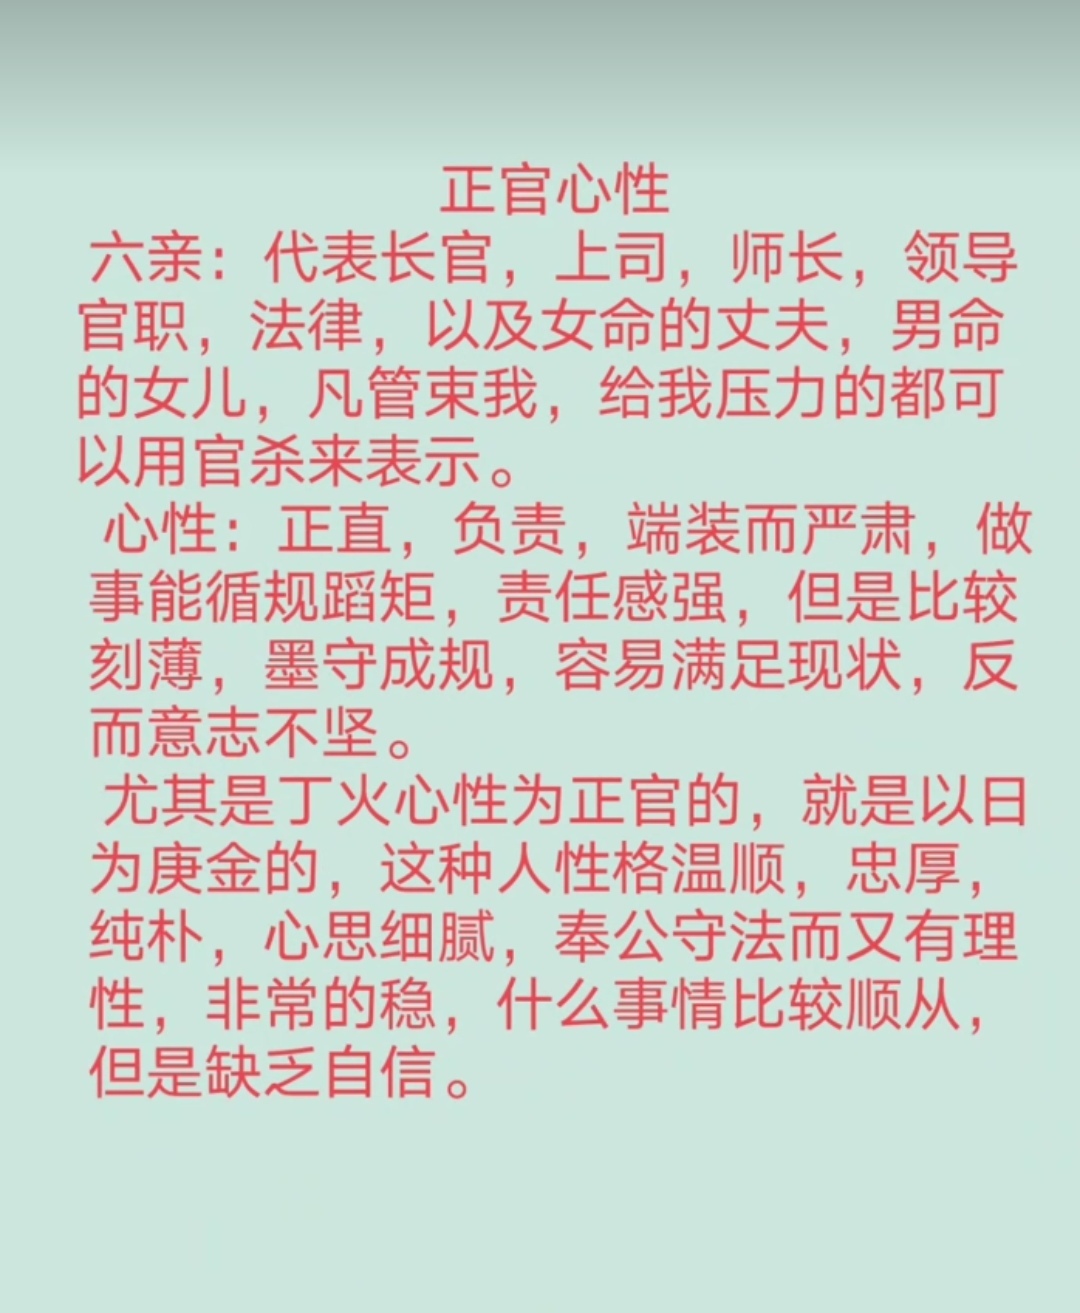 正官心性
六亲：代表长官，上司，师长，领导
官职，法律，以及女命的丈夫，男命
的女儿，凡管束我，给我压力的都可
以用官杀来表示。
心性：正直，负责，端装而严肃，做
事能循规蹈矩，责任感强，但是比较
刻薄，墨守成规，容易满足现状，反
而意志不坚。
尤其是丁火心性为正官的，就是以日
为庚金的，这种人性格温顺，忠厚，
纯朴，心思细腻，奉公守法而又有理
性，非常的稳，什么事情比较顺从，
但是缺乏自信。